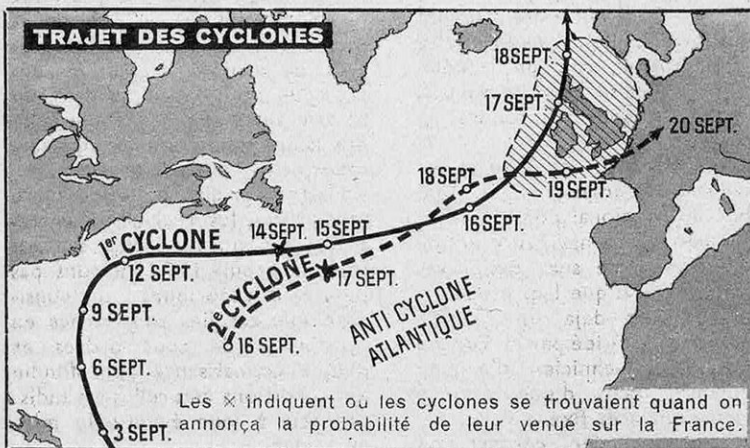 TRAJET DES CYCLONES
18 SEPT.
17 SEPT.
20 SEPT.
18 SEPT.
19 SEPT.
16 SEPT.
15 SEPT
14 SEPT.
1er CYCLONE
12 SEPT.
2e CYCLONE
17 SEPT.
16 SEPT.
ANTI CYCLONE
ATLANTIQUE
9 SEPT.
6 SEPT.
3 SEPT.
Les × indiquent où les cyclones se trouvaient quand on
annonça la probabilité de leur venue sur la France.